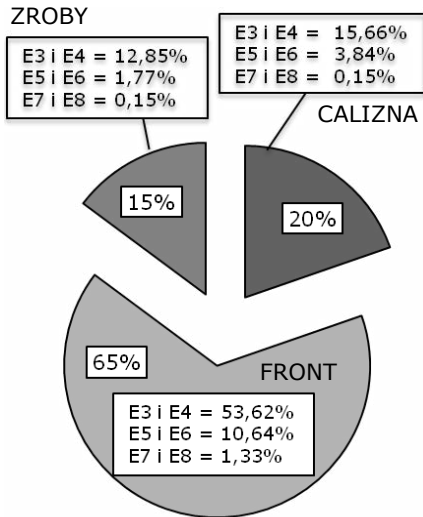 ZROBY
E3 i E4 = 12,85%
E5 i E6 = 1,77%
E7 i E8 = 0,15%
E3 i E4 = 15,66%
E5 i E6 = 3,84%
E7 i E8 = 0,15%
CALIZNA
15%
20%
65%
FRONT
E3 i E4 = 53,62%
E5 i E6 = 10,64%
E7 i E8 = 1,33%